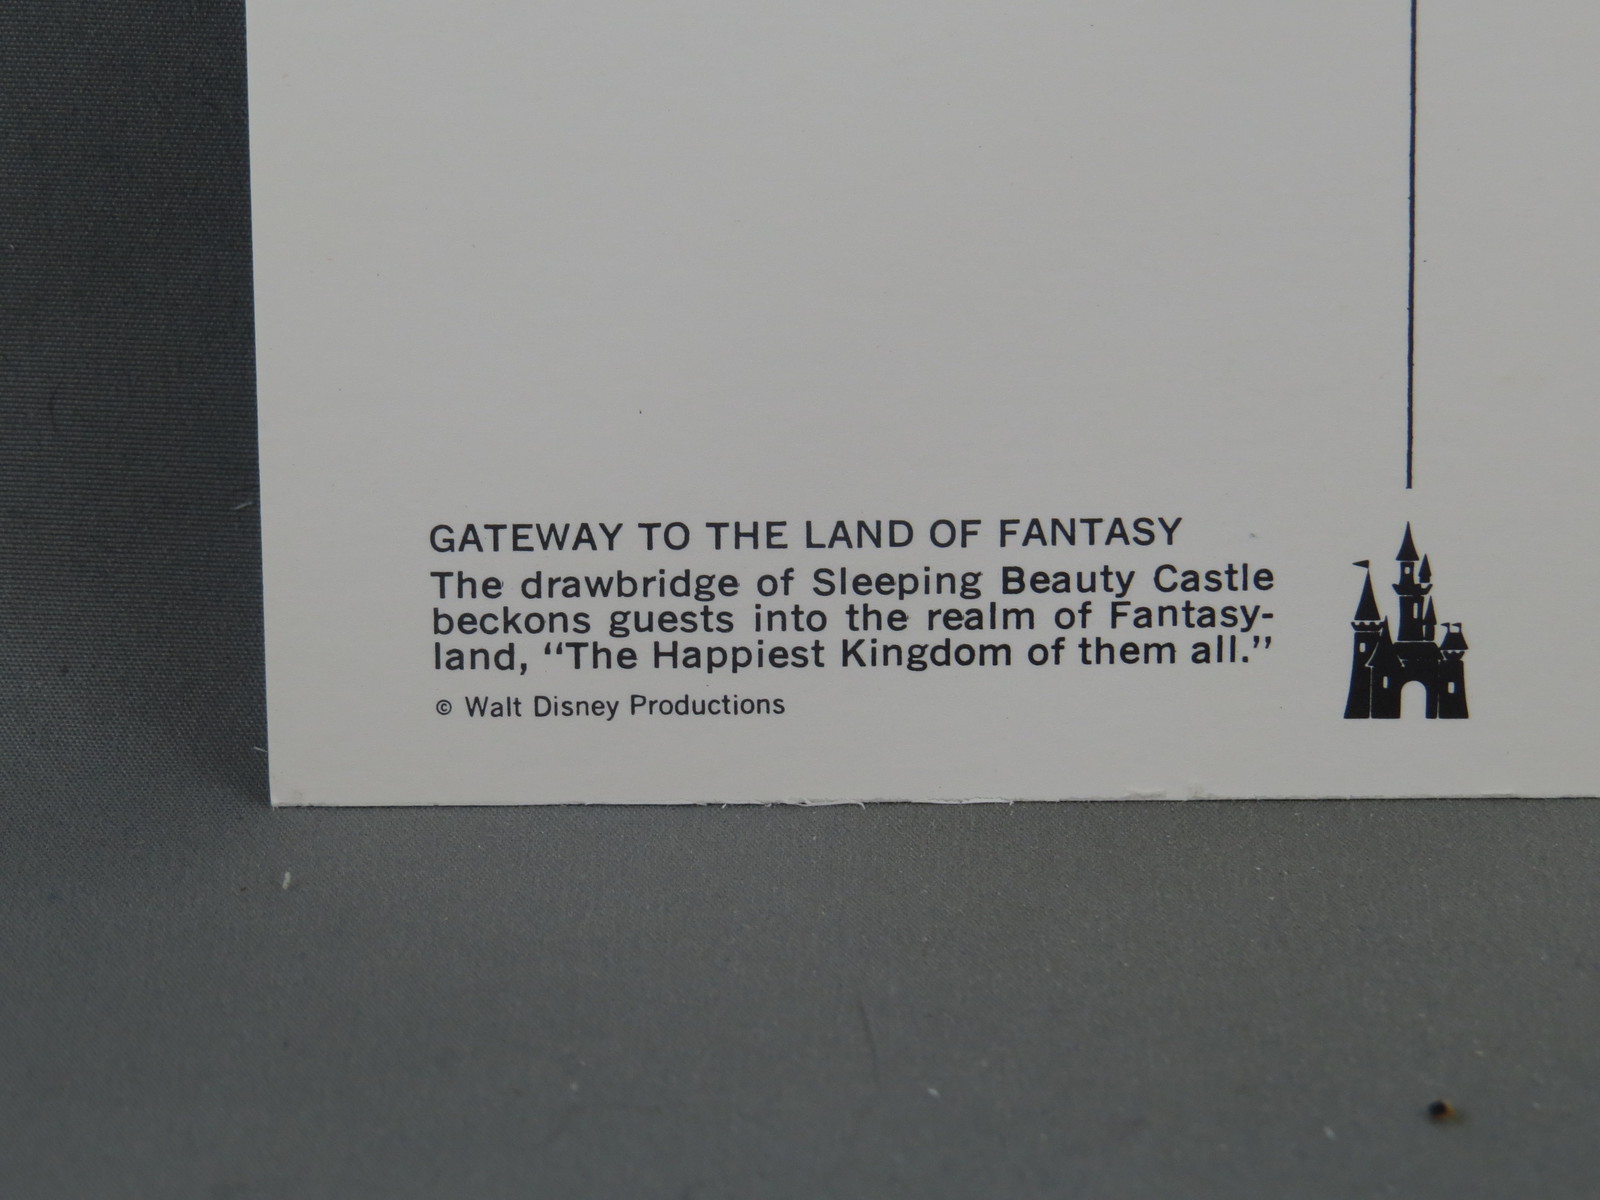 GATEWAY TO THE LAND OF FANTASY
The drawbridge of Sleeping Beauty Castle
beckons guests into the realm of Fantasy-
land, “The Happiest Kingdom of them all.”
© Walt Disney Productions